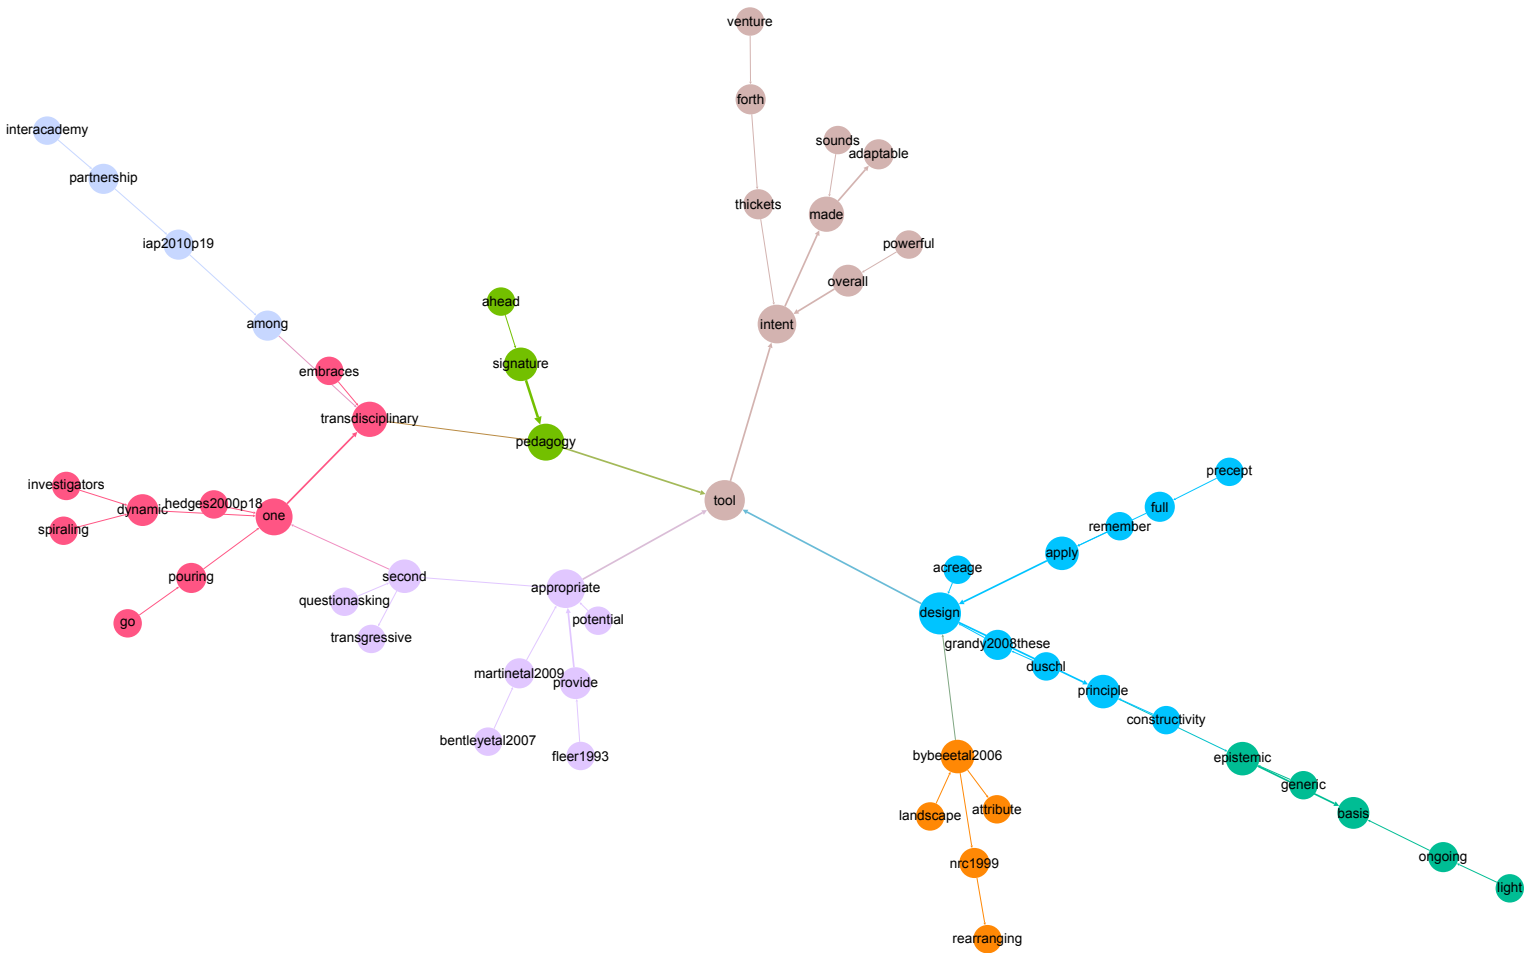 venture
forth
interacademy
sounds
adaptable
partnership
thickets
made
iap2010p19
powerful
overall
ahead
among
intent
signature
embraces
transdisciplinary
pedagogy
precept
investigators
hedges2000p18
dynamic
spiraling
one
tool
full
remember
apply
pouring
second
appropriate
acreage
questionasking
go
potential
design
transgressive
grandy2008these
duschl
martinetal2009
provide
principle
constructivity
bentleyetal2007
fleer1993
bybeeetal2006
epistemic
generic
landscape
attribute
basis
nrc1999
ongoing
light
rearranging